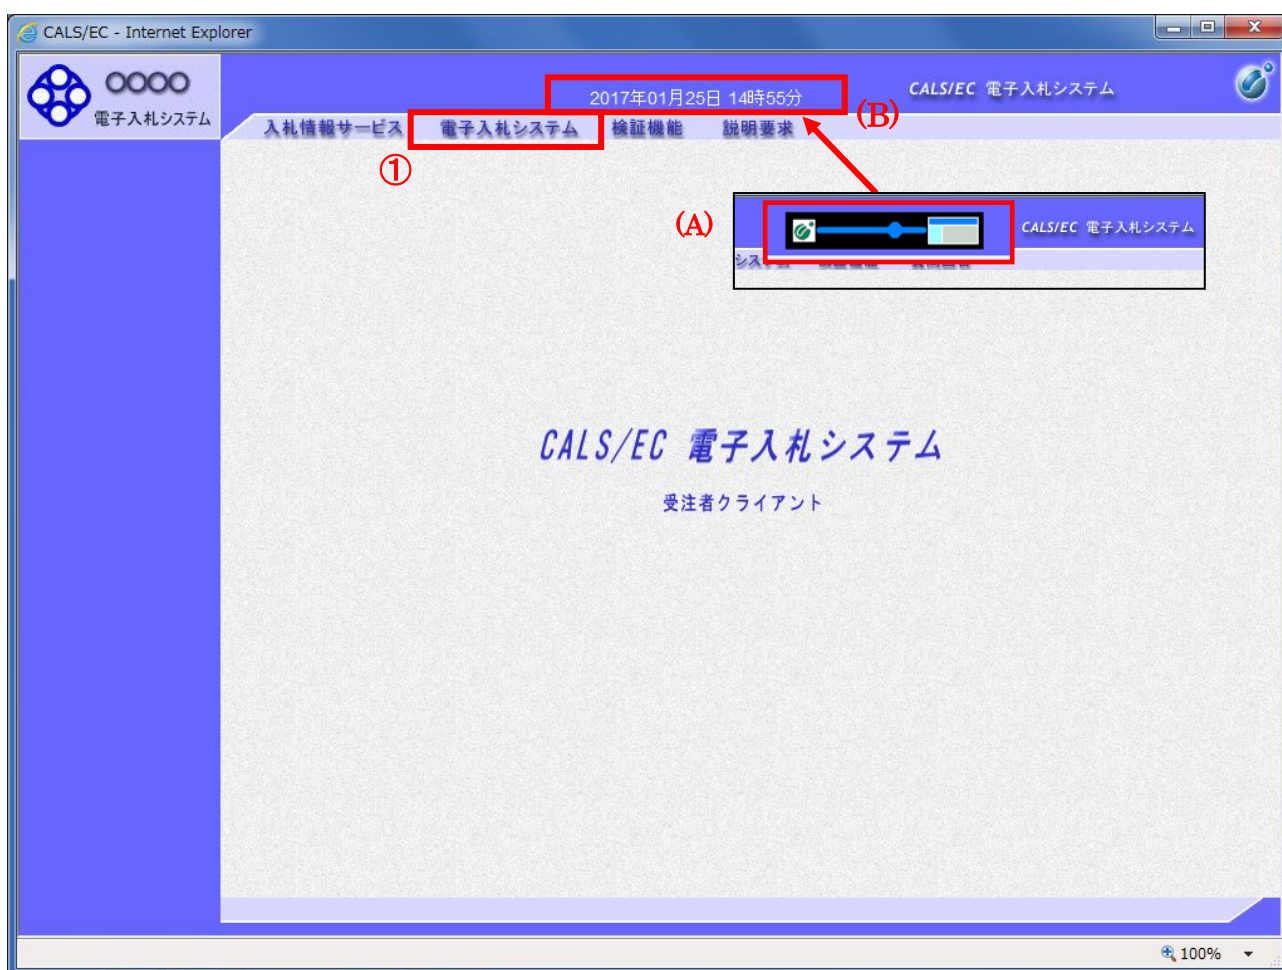 CALS/EC - Internet Explorer
○○○○
電子入札システム
2017年01月25日 14時55分
(B)
CALS/EC 電子入札システム
入札情報サービス 電子入札システム 検証機能 説明要求
①
(A)
CALS/EC 電子入札システム
CALS/EC 電子入札システム
受注者クライアント
100%